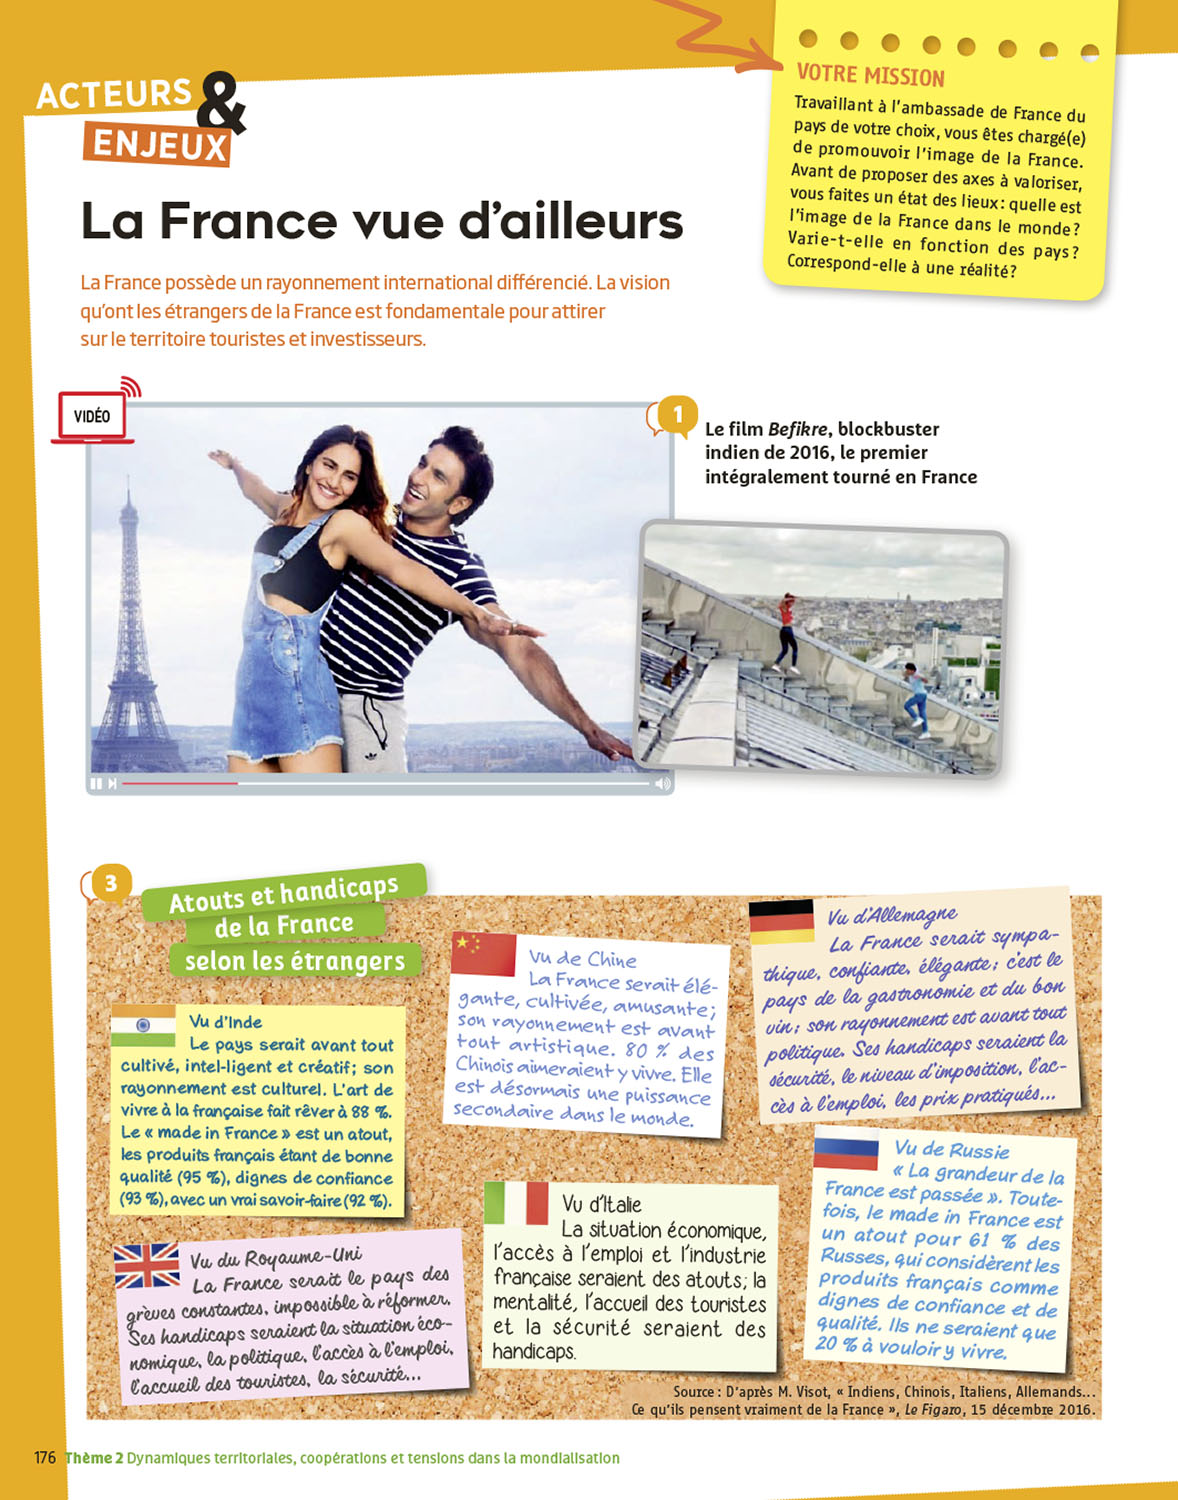 ACTEURS
&
ENJEUX
VOTRE MISSION
Travaillant à l'ambassade de France du
pays de votre choix, vous êtes chargé(e)
de promouvoir l'image de la France.
Avant de proposer des axes à valoriser,
vous faites un état des lieux : quelle est
l'image de la France dans le monde ?
Varie-t-elle en fonction des pays ?
Correspond-elle à une réalité ?
La France vue d'ailleurs
La France possède un rayonnement international différencié. La vision
qu'ont les étrangers de la France est fondamentale pour attirer
sur le territoire touristes et investisseurs.
VIDÉO
1
Le film Befikre, blockbuster
indien de 2016, le premier
intégralement tourné en France
3
Atouts et handicaps
de la France
selon les étrangers
Vu d'Inde
Le pays serait avant tout
cultivé, intel-ligent et créatif ; son
rayonnement est culturel. L'art de
vivre à la française fait rêver à 88 %.
Le « made in France » est un atout,
les produits français étant de bonne
qualité (95 %), dignes de confiance
(93 %), avec un vrai savoir-faire (92 %).
Vu de Chine
La France serait élé-
gante, cultivée, amusante ;
son rayonnement est avant
tout artistique. 80 % des
Chinois aimeraient y vivre. Elle
est désormais une puissance
secondaire dans le monde.
Vu d'Allemagne
La France serait sympa-
thique, confiante, élégante ; c'est le
pays de la gastronomie et du bon
vin ; son rayonnement est avant tout
politique. Ses handicaps seraient la
sécurité, le niveau d'imposition, l'ac-
cès à l'emploi, les prix pratiqués...
Vu du Royaume-Uni
La France serait le pays des
grèves constantes, impossible à réformer.
Ses handicaps seraient la situation éco-
nomique, la politique, l'accès à l'emploi,
l'accueil des touristes, la sécurité...
Vu d'Italie
La situation économique,
l'accès à l'emploi et l'industrie
française seraient des atouts ; la
mentalité, l'accueil des touristes
et la sécurité seraient des
handicaps.
Vu de Russie
« La grandeur de la
France est passée ». Toute-
fois, le made in France est
un atout pour 61 % des
Russes, qui considèrent les
produits français comme
dignes de confiance et de
qualité. Ils ne seraient que
20 % à vouloir y vivre.
Source : D'après M. Visot, « Indiens, Chinois, Italiens, Allemands...
Ce qu'ils pensent vraiment de la France », Le Figaro, 15 décembre 2016.
176 Thème 2 Dynamiques territoriales, coopérations et tensions dans la mondialisation